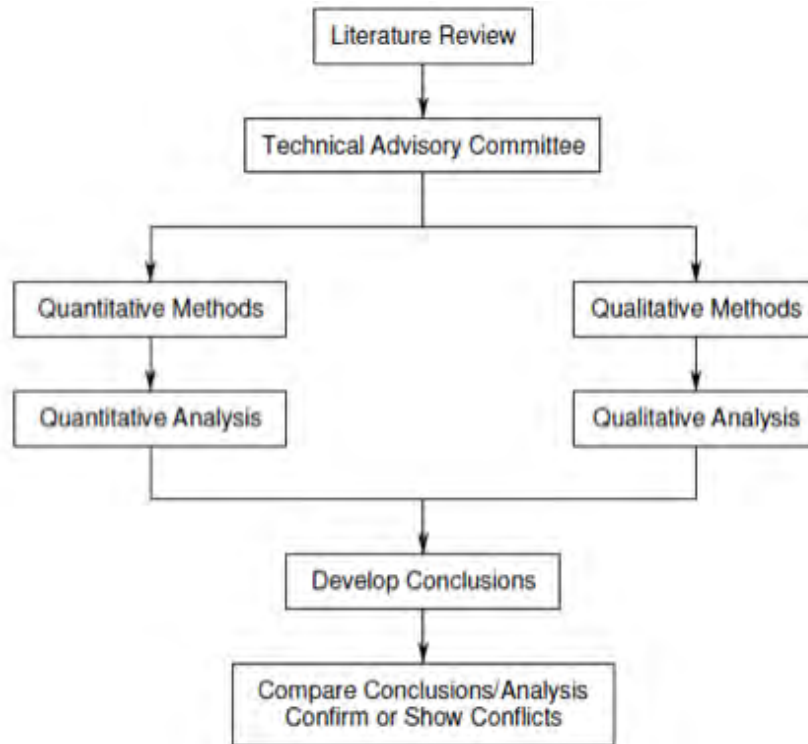 Literature Review
Technical Advisory Committee
Quantitative Methods
Qualitative Methods
Quantitative Analysis
Qualitative Analysis
Develop Conclusions
Compare Conclusions/Analysis
Confirm or Show Conflicts